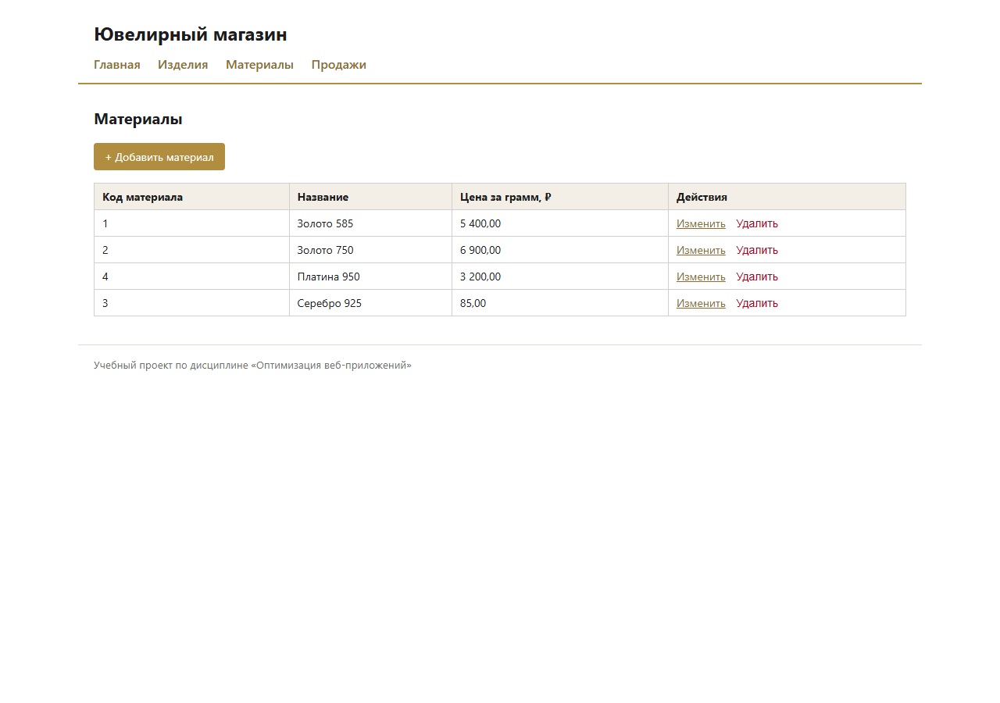 Ювелирный магазин
Главная Изделия Материалы Продажи
Материалы
+ Добавить материал
Код материала Название Цена за грамм, ₽ Действия
1 Золото 585 5 400,00 Изменить Удалить
2 Золото 750 6 900,00 Изменить Удалить
4 Платина 950 3 200,00 Изменить Удалить
3 Серебро 925 85,00 Изменить Удалить
Учебный проект по дисциплине «Оптимизация веб-приложений»